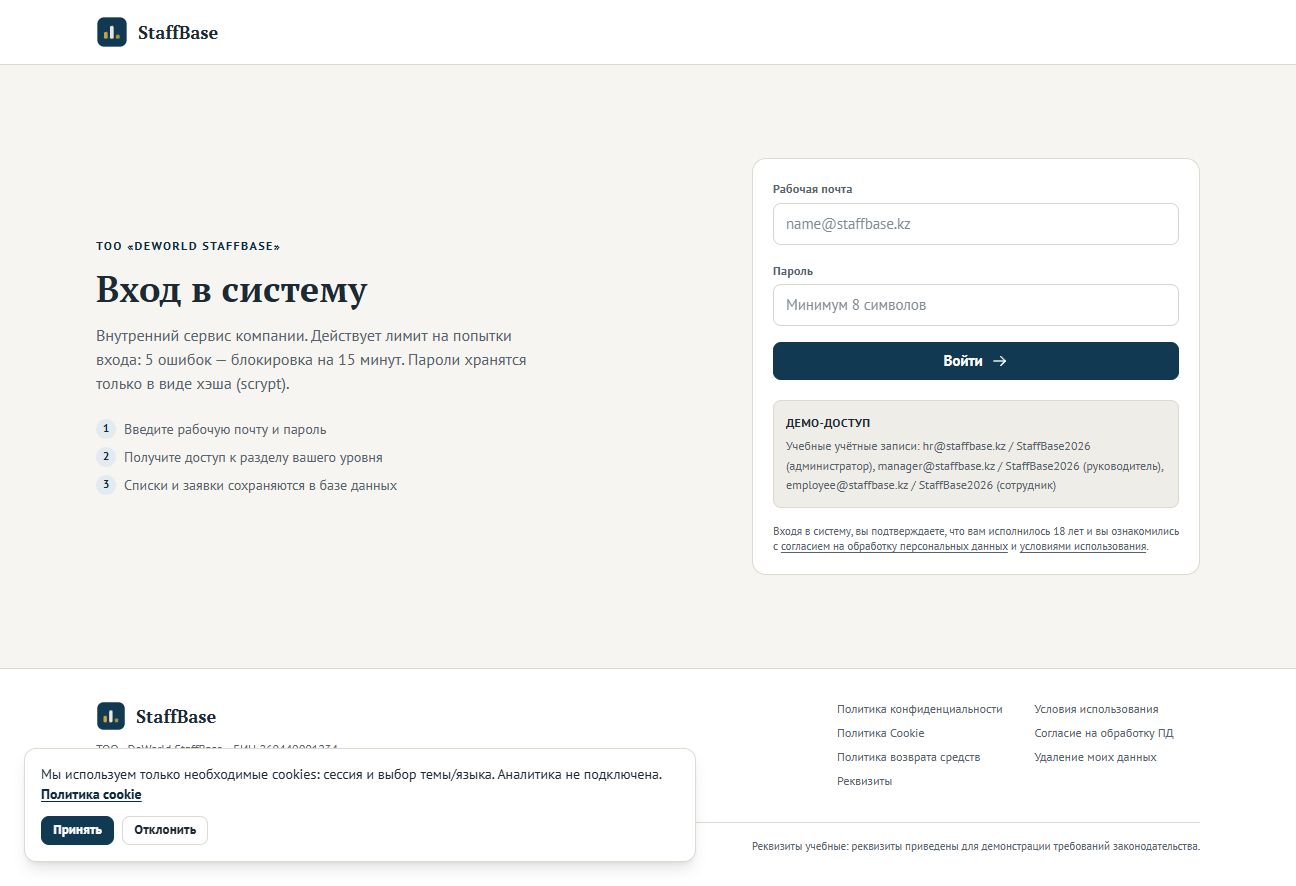 StaffBase
ТОО «DEWORLD STAFFBASE»
Вход в систему
Внутренний сервис компании. Действует лимит на попытки
входа: 5 ошибок — блокировка на 15 минут. Пароли хранятся
только в виде хэша (scrypt).
1 Введите рабочую почту и пароль
2 Получите доступ к разделу вашего уровня
3 Списки и заявки сохраняются в базе данных
Рабочая почта
name@staffbase.kz
Пароль
Минимум 8 символов
Войти →
ДЕМО-ДОСТУП
Учебные учётные записи: hr@staffbase.kz / StaffBase2026
(администратор), manager@staffbase.kz / StaffBase2026 (руководитель),
employee@staffbase.kz / StaffBase2026 (сотрудник)
Входя в систему, вы подтверждаете, что вам исполнилось 18 лет и вы ознакомились
с согласием на обработку персональных данных и условиями использования.
StaffBase
Мы используем только необходимые cookies: сессия и выбор темы/языка. Аналитика не подключена.
Политика cookie
Принять
Отклонить
Политика конфиденциальности
Политика Cookie
Политика возврата средств
Реквизиты
Условия использования
Согласие на обработку ПД
Удаление моих данных
Реквизиты учебные: реквизиты приведены для демонстрации требований законодательства.